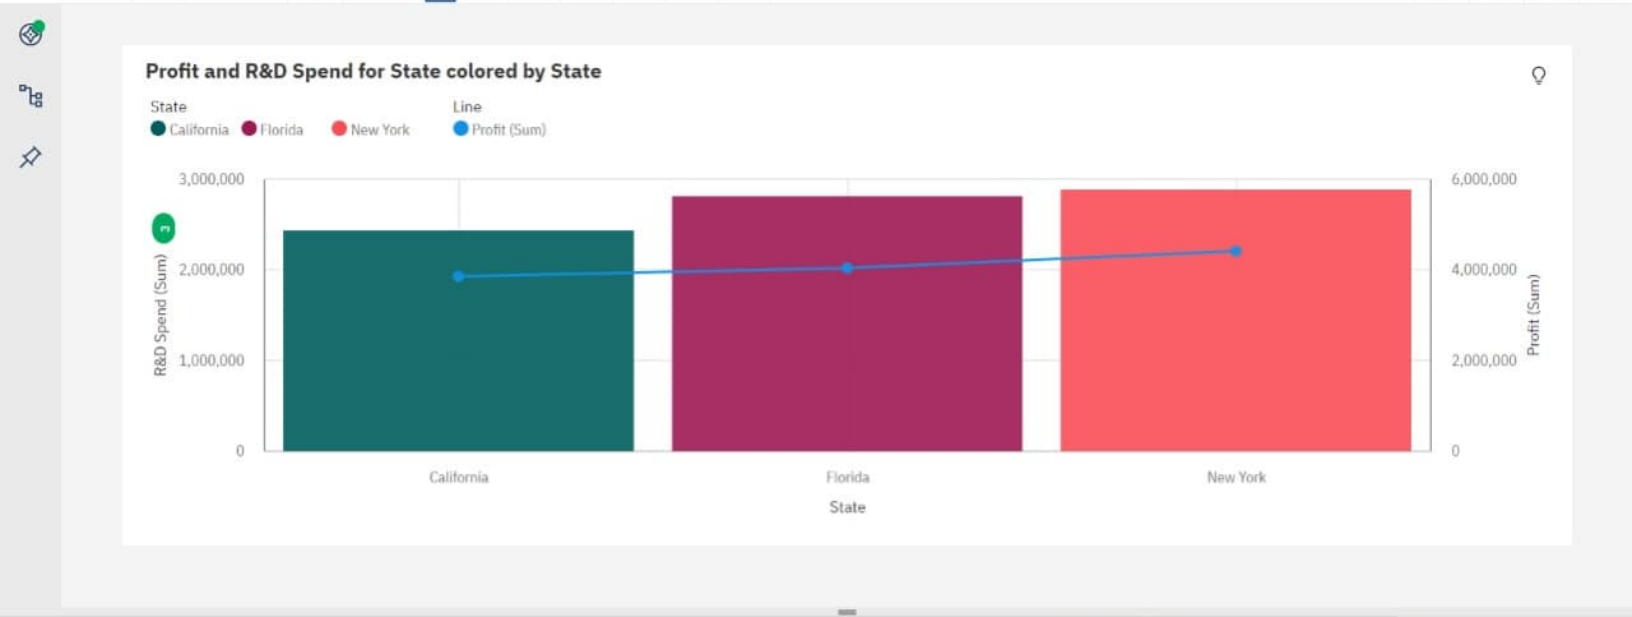 Profit and R&D Spend for State colored by State
State
California Florida New York
Line
Profit (Sum)
3,000,000
2,000,000
1,000,000
0
R&D Spend (Sum)
3
6,000,000
4,000,000
2,000,000
0
Profit (Sum)
California Florida New York
State